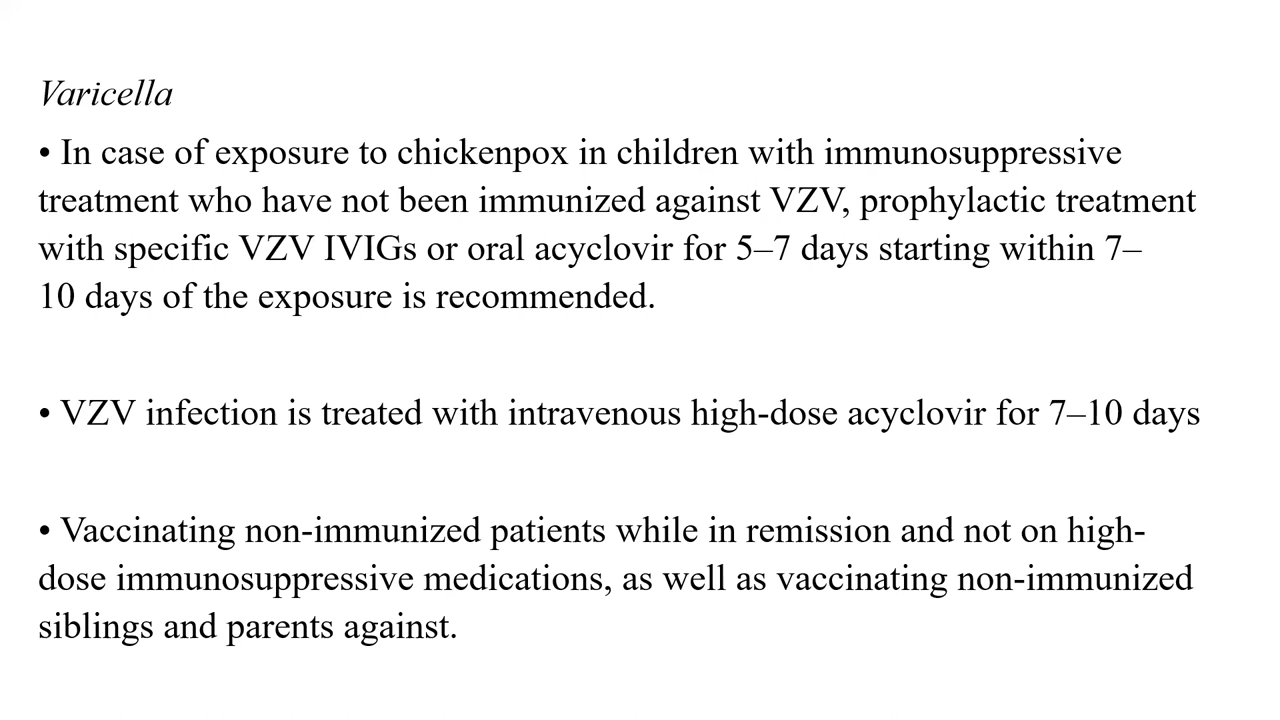 Varicella
• In case of exposure to chickenpox in children with immunosuppressive
treatment who have not been immunized against VZV, prophylactic treatment
with specific VZV IVIGs or oral acyclovir for 5–7 days starting within 7–
10 days of the exposure is recommended.
• VZV infection is treated with intravenous high-dose acyclovir for 7–10 days
• Vaccinating non-immunized patients while in remission and not on high-
dose immunosuppressive medications, as well as vaccinating non-immunized
siblings and parents against.